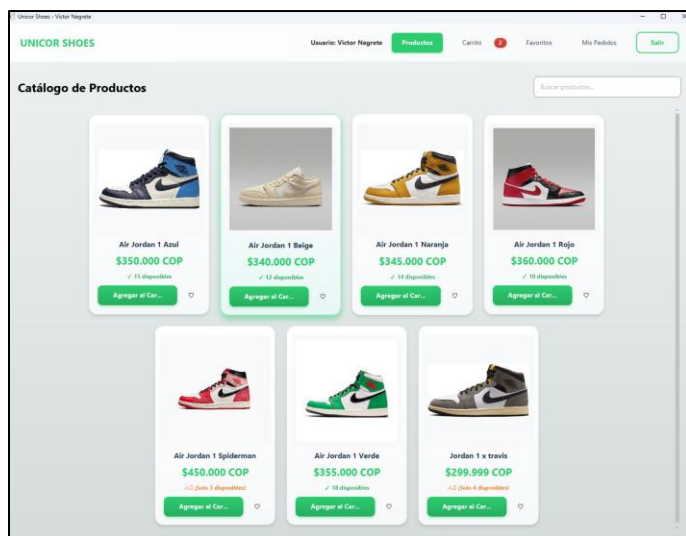 Unicor Shoes - Victor Negrete
UNICOR SHOES
Usuario: Victor Negrete
Productos
Carrito
2
Favoritos
Mis Pedidos
Salir
Catálogo de Productos
Buscar productos...
Air Jordan 1 Azul
$350.000 COP
✓ 15 disponibles
Agregar al Car...
Air Jordan 1 Beige
$340.000 COP
✓ 12 disponibles
Agregar al Car...
Air Jordan 1 Naranja
$345.000 COP
✓ 14 disponibles
Agregar al Car...
Air Jordan 1 Rojo
$360.000 COP
✓ 10 disponibles
Agregar al Car...
Air Jordan 1 Spiderman
$450.000 COP
¡Solo 3 disponibles!
Agregar al Car...
Air Jordan 1 Verde
$355.000 COP
✓ 18 disponibles
Agregar al Car...
Jordan 1 x travis
$299.999 COP
¡Solo 4 disponibles!
Agregar al Car...